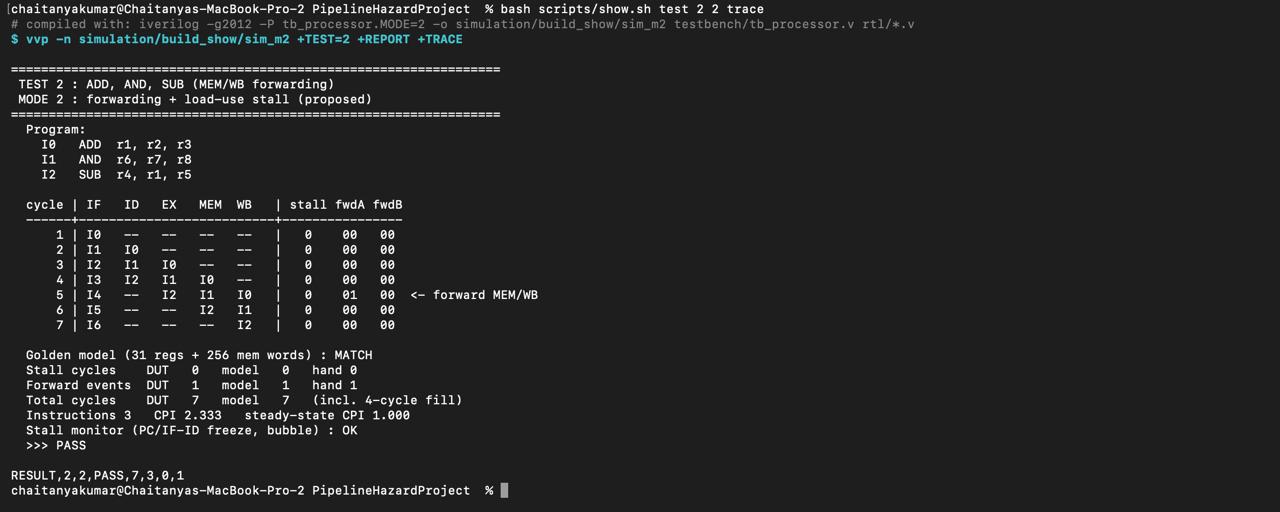 [chaitanyakumar@Chaitanyas-MacBook-Pro-2 PipelineHazardProject  % bash scripts/show.sh test 2 2 trace
# compiled with: iverilog -g2012 -P tb_processor.MODE=2 -o simulation/build_show/sim_m2 testbench/tb_processor.v rtl/*.v
$ vvp -n simulation/build_show/sim_m2 +TEST=2 +REPORT +TRACE
=================================================================
 TEST 2 : ADD, AND, SUB (MEM/WB forwarding)
 MODE 2 : forwarding + load-use stall (proposed)
=================================================================
  Program:
    I0   ADD  r1, r2, r3
    I1   AND  r6, r7, r8
    I2   SUB  r4, r1, r5
  cycle | IF   ID   EX   MEM  WB   | stall fwdA fwdB
  ------+--------------------------+----------------
      1 | I0   --   --   --   --   |   0    00   00
      2 | I1   I0   --   --   --   |   0    00   00
      3 | I2   I1   I0   --   --   |   0    00   00
      4 | I3   I2   I1   I0   --   |   0    00   00
      5 | I4   --   I2   I1   I0   |   0    01   00  <- forward MEM/WB
      6 | I5   --   --   I2   I1   |   0    00   00
      7 | I6   --   --   --   I2   |   0    00   00
  Golden model (31 regs + 256 mem words) : MATCH
  Stall cycles    DUT   0   model   0   hand 0
  Forward events  DUT   1   model   1   hand 1
  Total cycles    DUT   7   model   7   (incl. 4-cycle fill)
  Instructions 3   CPI 2.333   steady-state CPI 1.000
  Stall monitor (PC/IF-ID freeze, bubble) : OK
  >>> PASS
RESULT,2,2,PASS,7,3,0,1
chaitanyakumar@Chaitanyas-MacBook-Pro-2 PipelineHazardProject  %